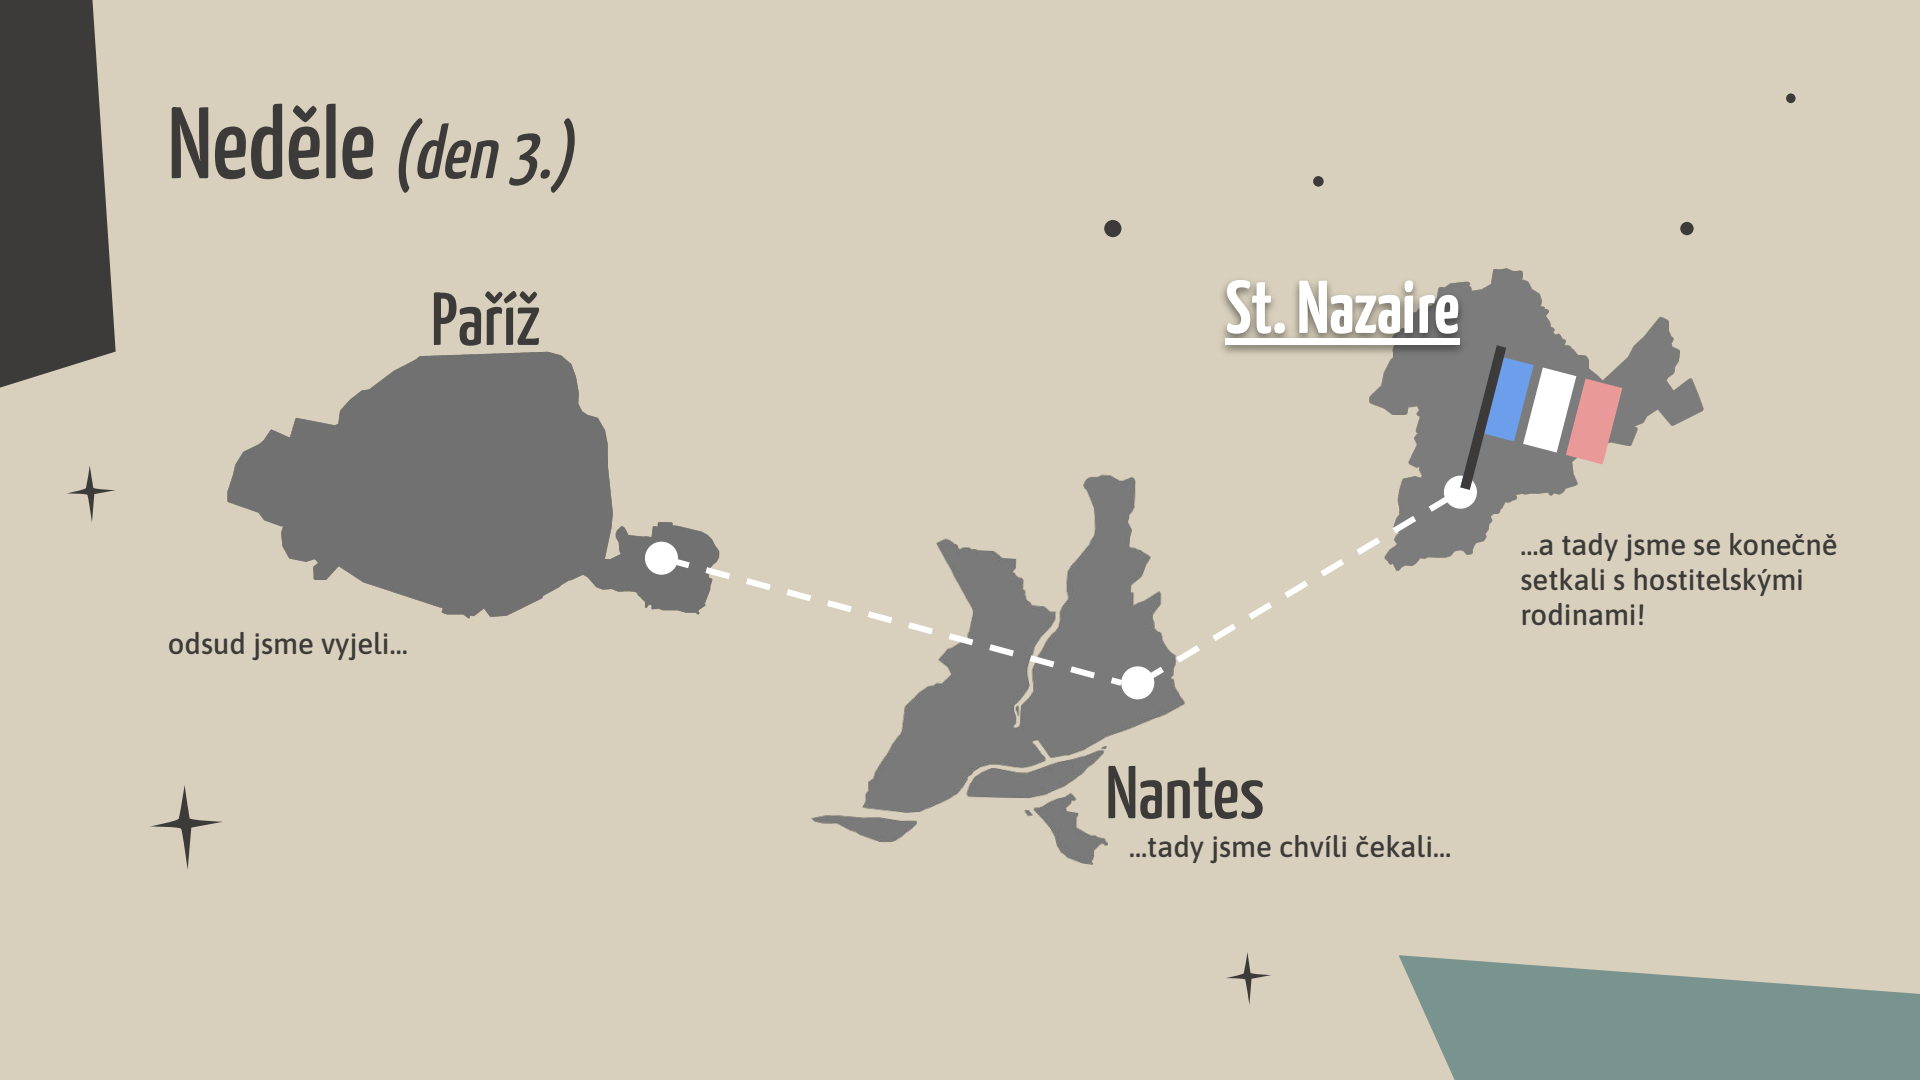 Neděle (den 3.)
Paříž
St. Nazaire
...a tady jsme se konečně
setkali s hostitelskými
rodinami!
odsud jsme vyjeli...
Nantes
...tady jsme chvíli čekali...